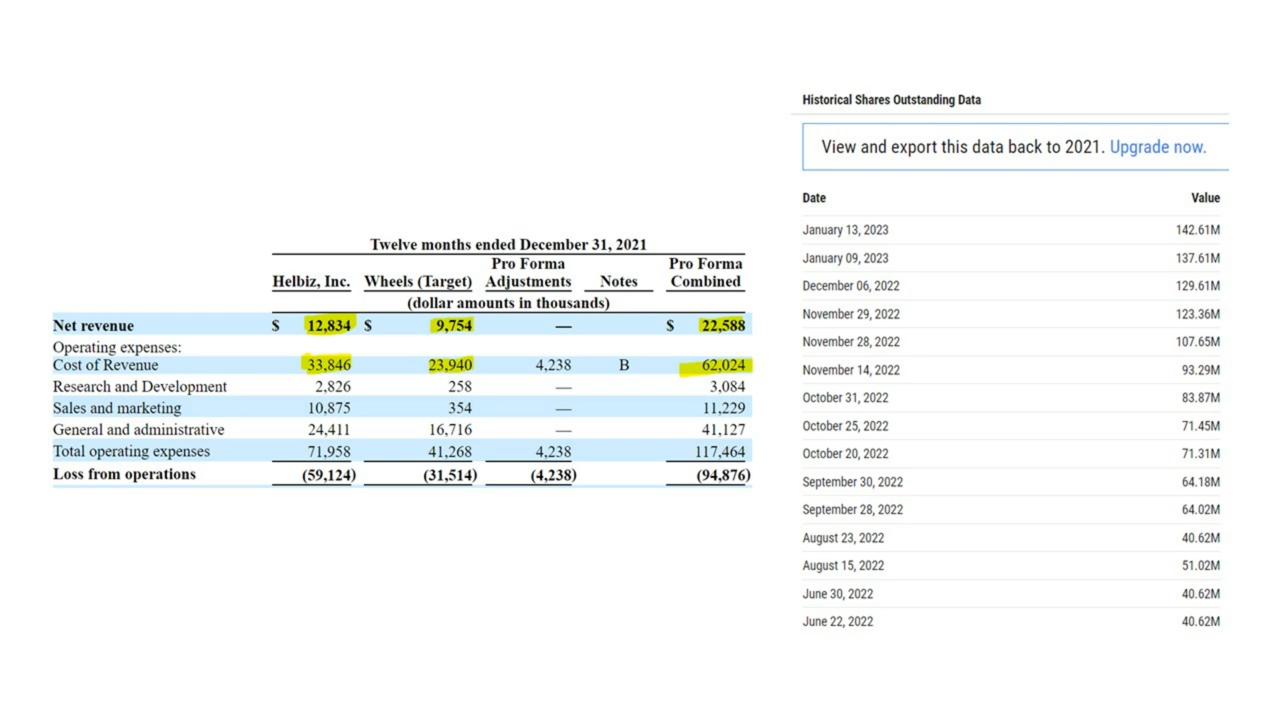 Twelve months ended December 31, 2021
Pro Forma Pro Forma
Helbiz, Inc. Wheels (Target) Adjustments Notes Combined
(dollar amounts in thousands)
Net revenue $ 12,834 $ 9,754 — $ 22,588
Operating expenses:
Cost of Revenue 33,846 23,940 4,238 B 62,024
Research and Development 2,826 258 — 3,084
Sales and marketing 10,875 354 — 11,229
General and administrative 24,411 16,716 — 41,127
Total operating expenses 71,958 41,268 4,238 117,464
Loss from operations (59,124) (31,514) (4,238) (94,876)
Historical Shares Outstanding Data
View and export this data back to 2021. Upgrade now.
Date Value
January 13, 2023 142.61M
January 09, 2023 137.61M
December 06, 2022 129.61M
November 29, 2022 123.36M
November 28, 2022 107.65M
November 14, 2022 93.29M
October 31, 2022 83.87M
October 25, 2022 71.45M
October 20, 2022 71.31M
September 30, 2022 64.18M
September 28, 2022 64.02M
August 23, 2022 40.62M
August 15, 2022 51.02M
June 30, 2022 40.62M
June 22, 2022 40.62M